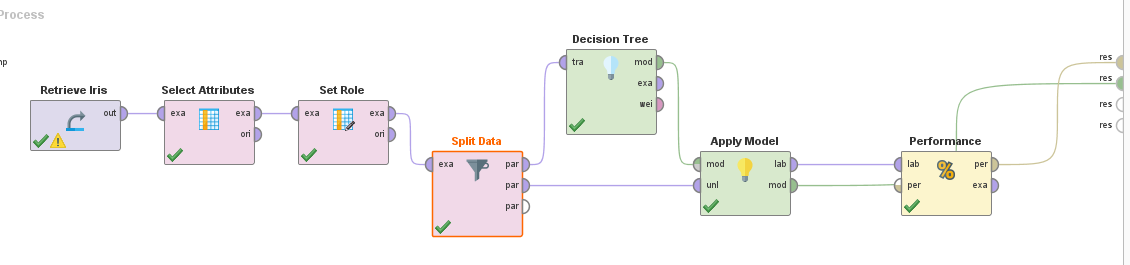 Process
Decision Tree
tra
mod
exa
wei
res
res
res
res
Retrieve Iris
out
Select Attributes
exa
exa
ori
Set Role
exa
exa
ori
Split Data
exa
par
par
par
Apply Model
mod
lab
unl
mod
Performance
%
lab
per
per
exa